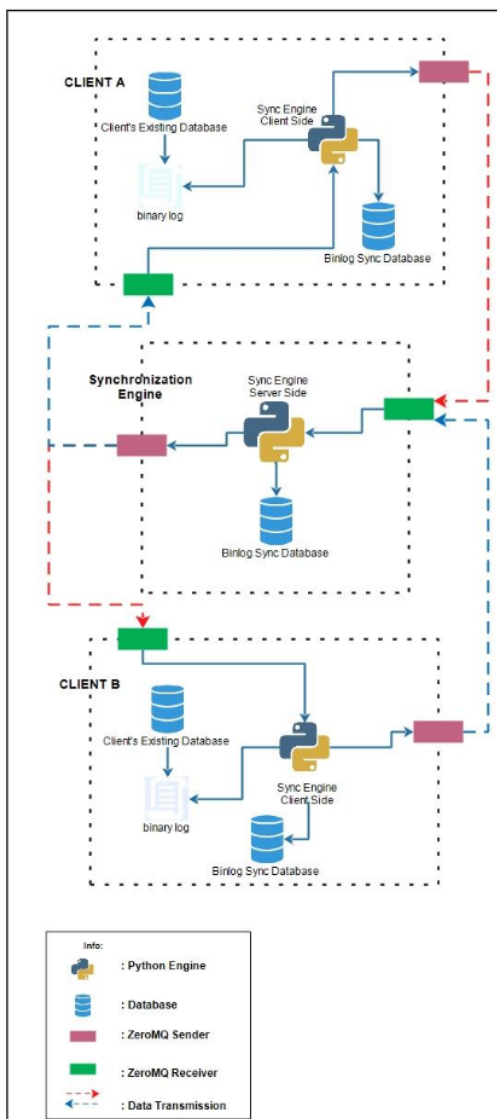 CLIENT A
Sync Engine
Client Side
Client's Existing Database
binary log
Binlog Sync Database
Synchronization
Engine
Sync Engine
Server Side
Binlog Sync Database
CLIENT B
Client's Existing Database
Sync Engine
Client Side
binary log
Binlog Sync Database
Info:
: Python Engine
: Database
: ZeroMQ Sender
: ZeroMQ Receiver
: Data Transmission